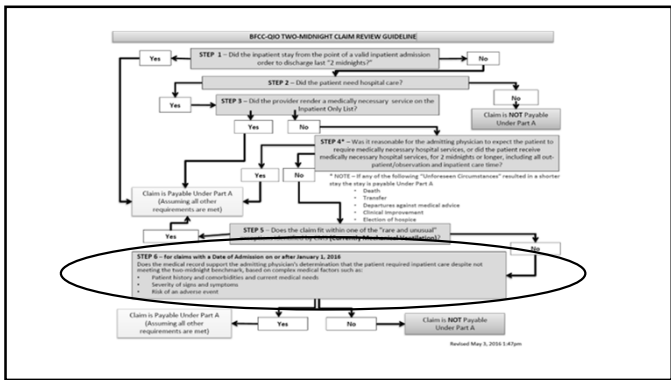 BFCC-QIO TWO-MIDNIGHT CLAIM REVIEW GUIDELINE
STEP 1 – Did the inpatient stay from the point of a valid inpatient admission
order to discharge last "2 midnights?"
Yes
No
STEP 2 – Did the patient need hospital care?
Yes
No
STEP 3 – Did the provider render a medically necessary service on the
Inpatient Only List?
Claim is NOT Payable
Under Part A
Yes
No
STEP 4* – Was it reasonable for the admitting physician to expect the patient to
require medically necessary hospital services, or did the patient receive
medically necessary hospital services, for 2 midnights or longer, including all out-
patient/observation and inpatient care time?
Yes
No
* NOTE – If any of the following "Unforeseen Circumstances" resulted in a shorter
stay the stay is payable Under Part A
• Death
• Transfer
• Departures against medical advice
• Clinical Improvement
• Election of hospice
Claim is Payable Under Part A
(Assuming all other
requirements are met)
STEP 5 – Does the claim fit within one of the "rare and unusual"
(Currently Mechanical Ventilation)?
Yes
No
STEP 6 – for claims with a Date of Admission on or after January 1, 2016
Does the medical record support the admitting physician's determination that the patient required inpatient care despite not
meeting the two-midnight benchmark, based on complex medical factors such as:
• Patient history and comorbidities and current medical needs
• Severity of signs and symptoms
• Risk of an adverse event
Claim is Payable Under Part A
(Assuming all other
requirements are met)
Yes
No
Claim is NOT Payable
Under Part A
Revised May 3, 2016 1:47pm